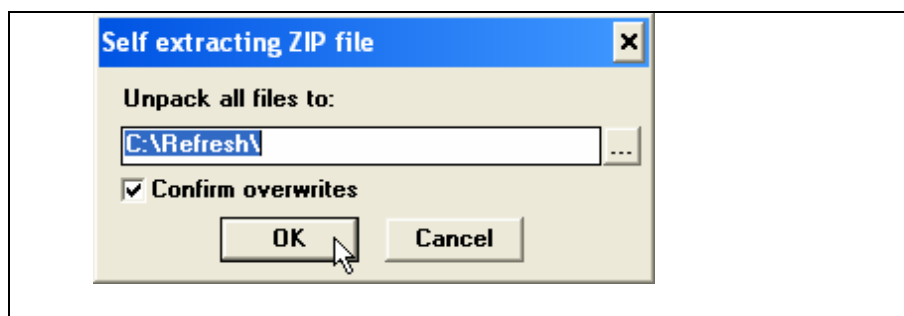 Self extracting ZIP file
Unpack all files to:
C:\Refresh\
...
Confirm overwrites
OK
Cancel